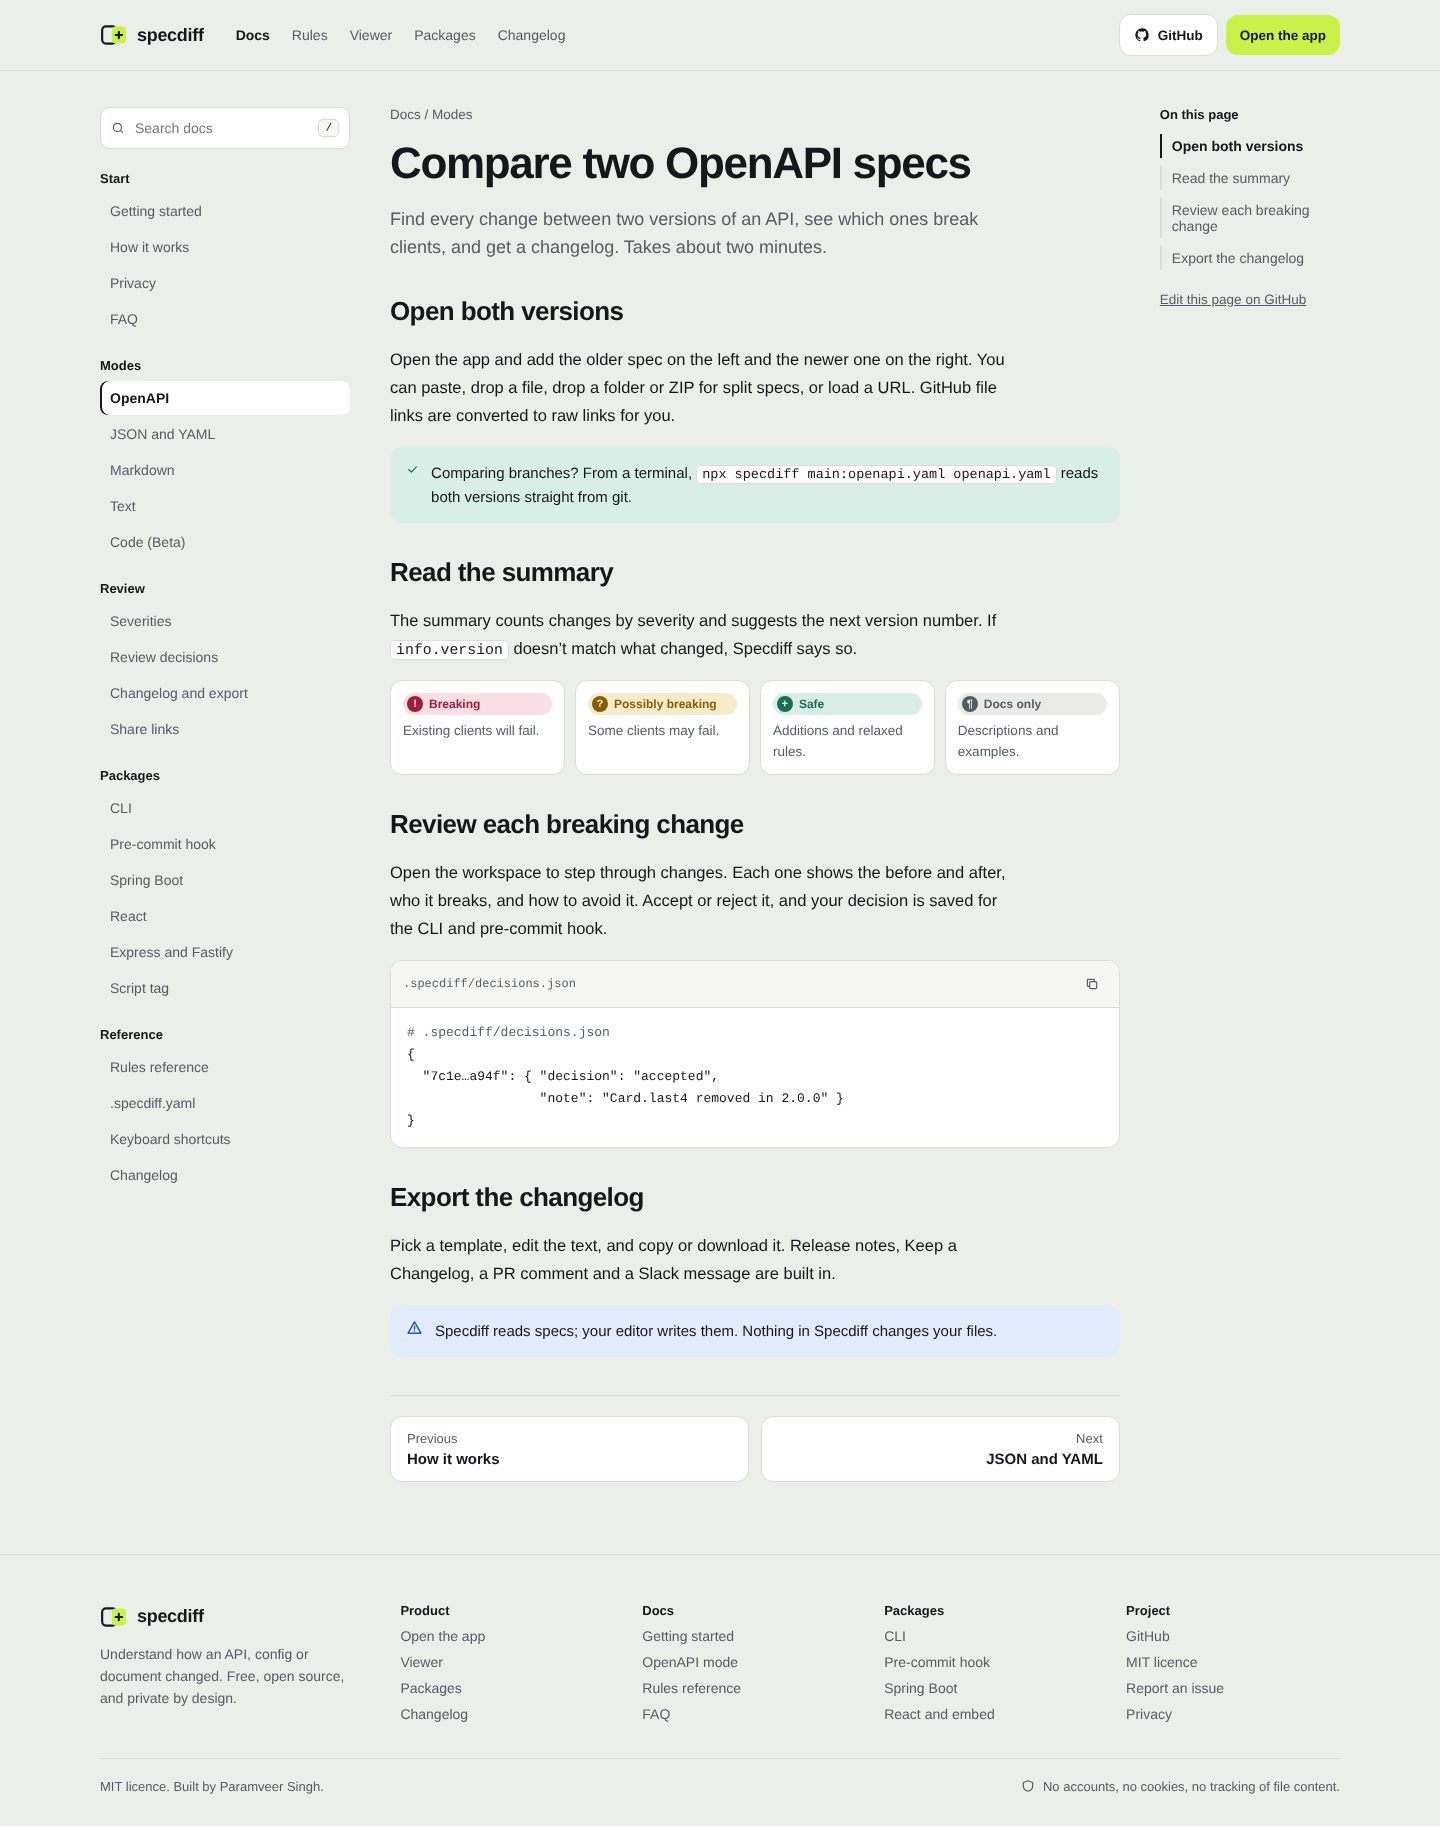 specdiff
Docs
Rules
Viewer
Packages
Changelog
GitHub
Open the app
Search docs
/
Start
Getting started
How it works
Privacy
FAQ
Modes
OpenAPI
JSON and YAML
Markdown
Text
Code (Beta)
Review
Severities
Review decisions
Changelog and export
Share links
Packages
CLI
Pre-commit hook
Spring Boot
React
Express and Fastify
Script tag
Reference
Rules reference
.specdiff.yaml
Keyboard shortcuts
Changelog
Docs / Modes
Compare two OpenAPI specs
Find every change between two versions of an API, see which ones break
clients, and get a changelog. Takes about two minutes.
Open both versions
Open the app and add the older spec on the left and the newer one on the right. You
can paste, drop a file, drop a folder or ZIP for split specs, or load a URL. GitHub file
links are converted to raw links for you.
Comparing branches? From a terminal, npx specdiff main:openapi.yaml openapi.yaml reads
both versions straight from git.
Read the summary
The summary counts changes by severity and suggests the next version number. If
info.version doesn't match what changed, Specdiff says so.
! Breaking
Existing clients will fail.
? Possibly breaking
Some clients may fail.
+ Safe
Additions and relaxed
rules.
¶ Docs only
Descriptions and
examples.
Review each breaking change
Open the workspace to step through changes. Each one shows the before and after,
who it breaks, and how to avoid it. Accept or reject it, and your decision is saved for
the CLI and pre-commit hook.
.specdiff/decisions.json
# .specdiff/decisions.json
{
  "7c1e…a94f": { "decision": "accepted",
                 "note": "Card.last4 removed in 2.0.0" }
}
Export the changelog
Pick a template, edit the text, and copy or download it. Release notes, Keep a
Changelog, a PR comment and a Slack message are built in.
Specdiff reads specs; your editor writes them. Nothing in Specdiff changes your files.
Previous
How it works
Next
JSON and YAML
On this page
Open both versions
Read the summary
Review each breaking
change
Export the changelog
Edit this page on GitHub
specdiff
Understand how an API, config or
document changed. Free, open source,
and private by design.
Product
Open the app
Viewer
Packages
Changelog
Docs
Getting started
OpenAPI mode
Rules reference
FAQ
Packages
CLI
Pre-commit hook
Spring Boot
React and embed
Project
GitHub
MIT licence
Report an issue
Privacy
MIT licence. Built by Paramveer Singh.
No accounts, no cookies, no tracking of file content.